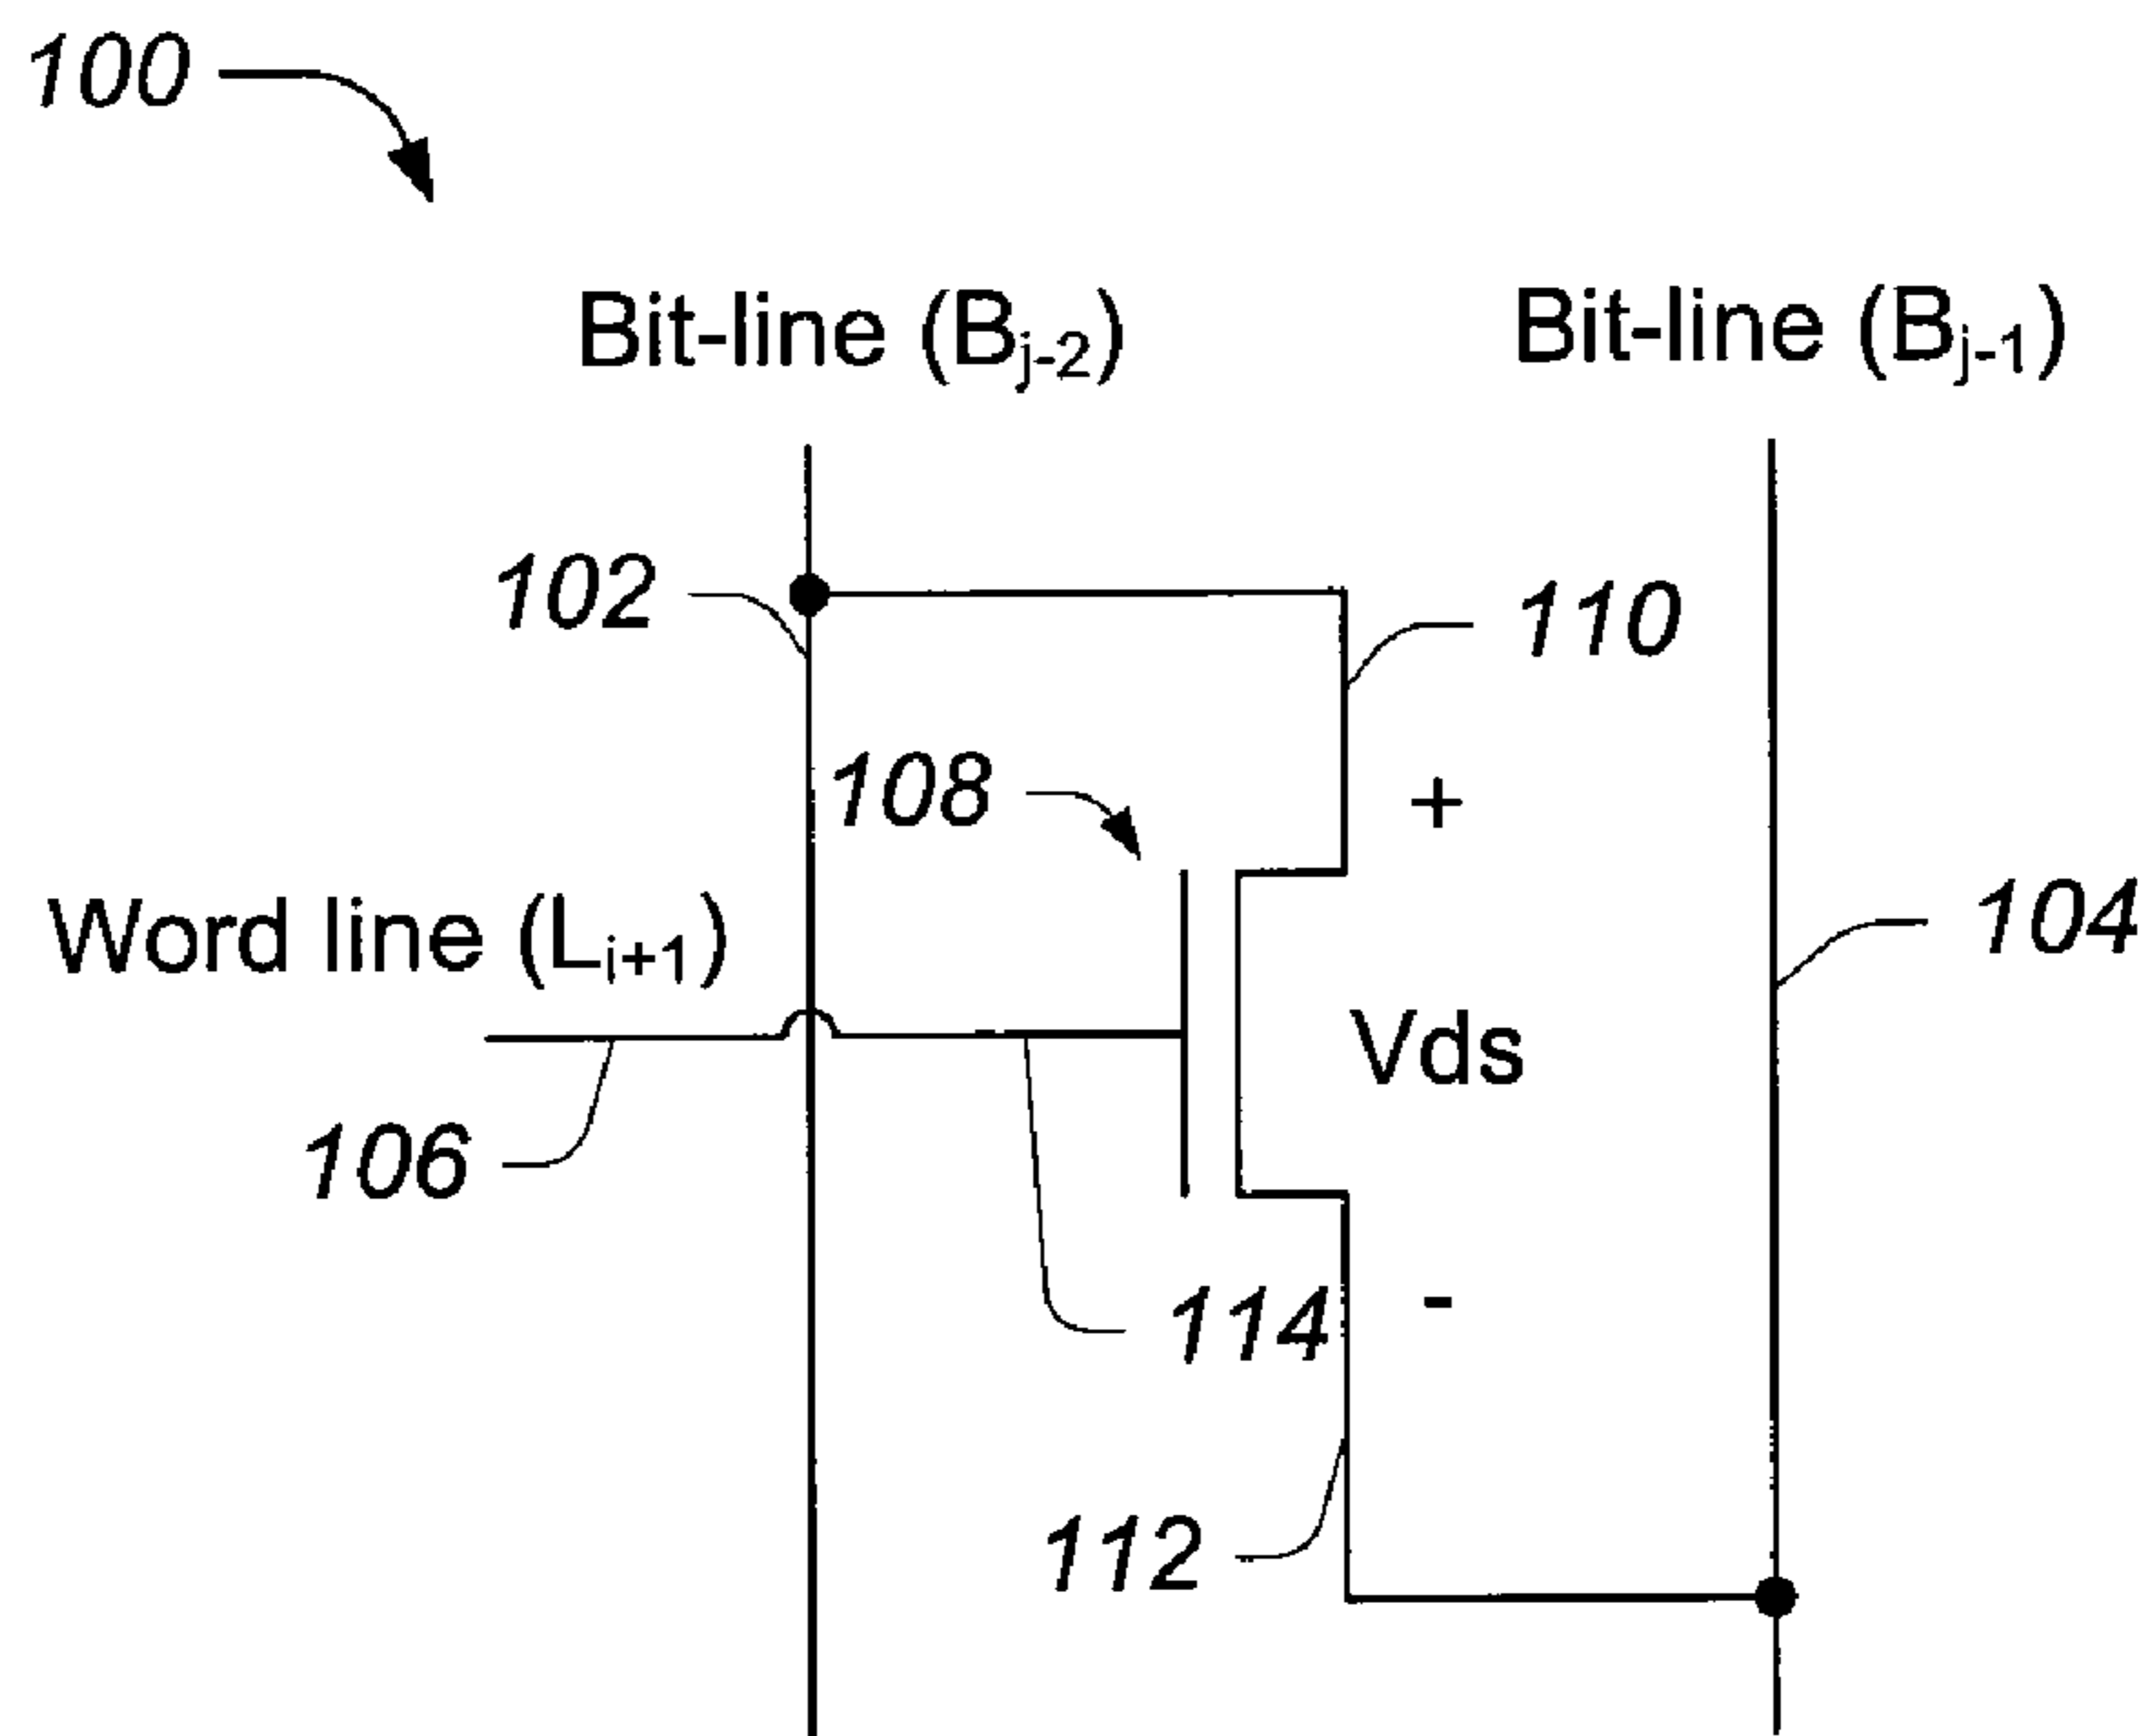 100
Bit-line (Bj-2)
Bit-line (Bj-1)
102
110
108
+
Word line (Li+1)
104
Vds
106
114
-
112